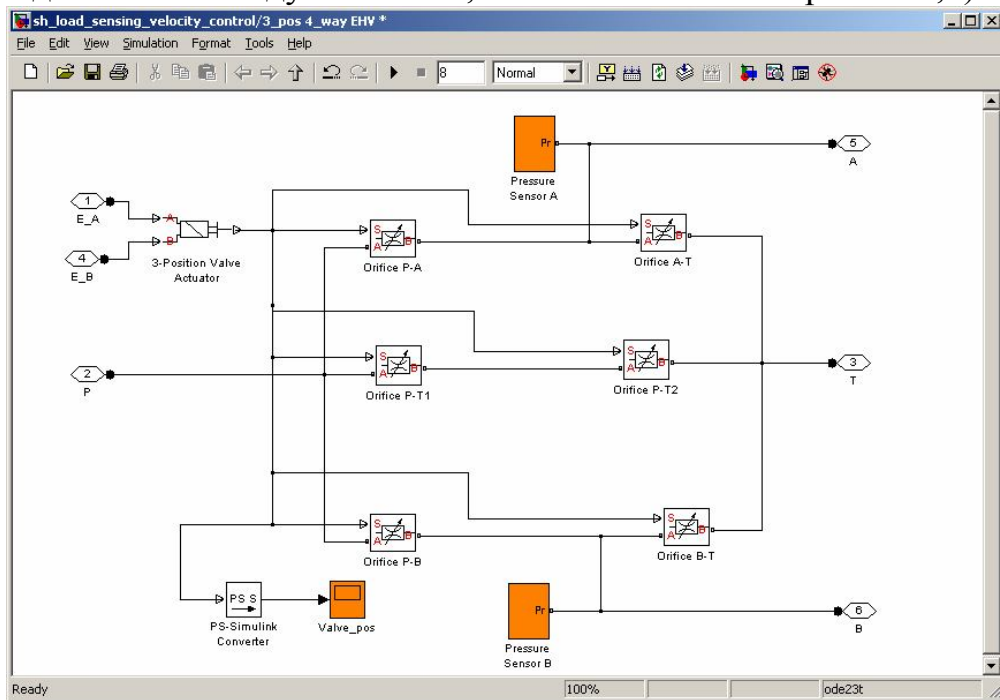 sh_load_sensing_velocity_control/3_pos 4_way EHV *
File Edit View Simulation Format Tools Help
8 Normal
Pr
Pressure
Sensor A
5
A
1
E_A
4
E_B
A
B
3-Position Valve
Actuator
S
A B
Orifice P-A
S
A B
Orifice A-T
2
P
S
A B
Orifice P-T1
S
A B
Orifice P-T2
3
T
S
A B
Orifice P-B
S
A B
Orifice B-T
PS S
PS-Simulink
Converter
Valve_pos
Pr
Pressure
Sensor B
6
B
Ready 100% ode23t